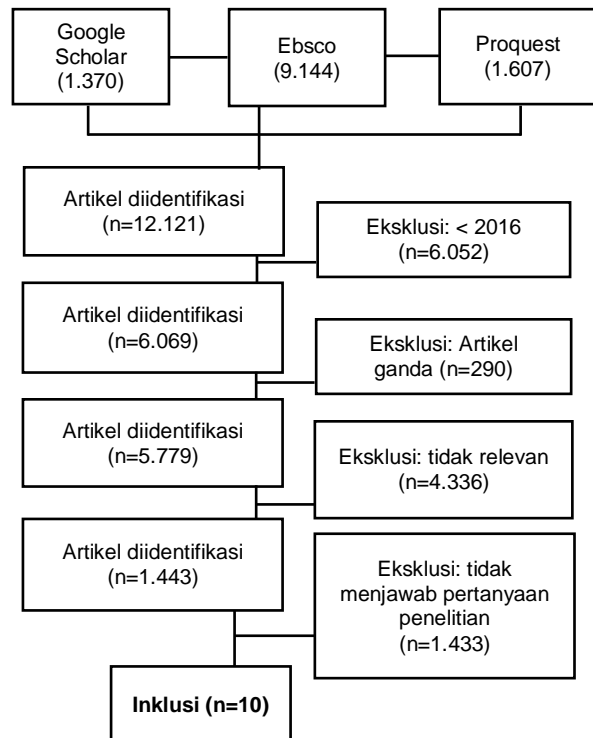 Google
Scholar
(1.370)
Ebsco
(9.144)
Proquest
(1.607)
Artikel diidentifikasi
(n=12.121)
Eksklusi: < 2016
(n=6.052)
Artikel diidentifikasi
(n=6.069)
Eksklusi: Artikel
ganda (n=290)
Artikel diidentifikasi
(n=5.779)
Eksklusi: tidak relevan
(n=4.336)
Artikel diidentifikasi
(n=1.443)
Eksklusi: tidak
menjawab pertanyaan
penelitian
(n=1.433)
Inklusi (n=10)